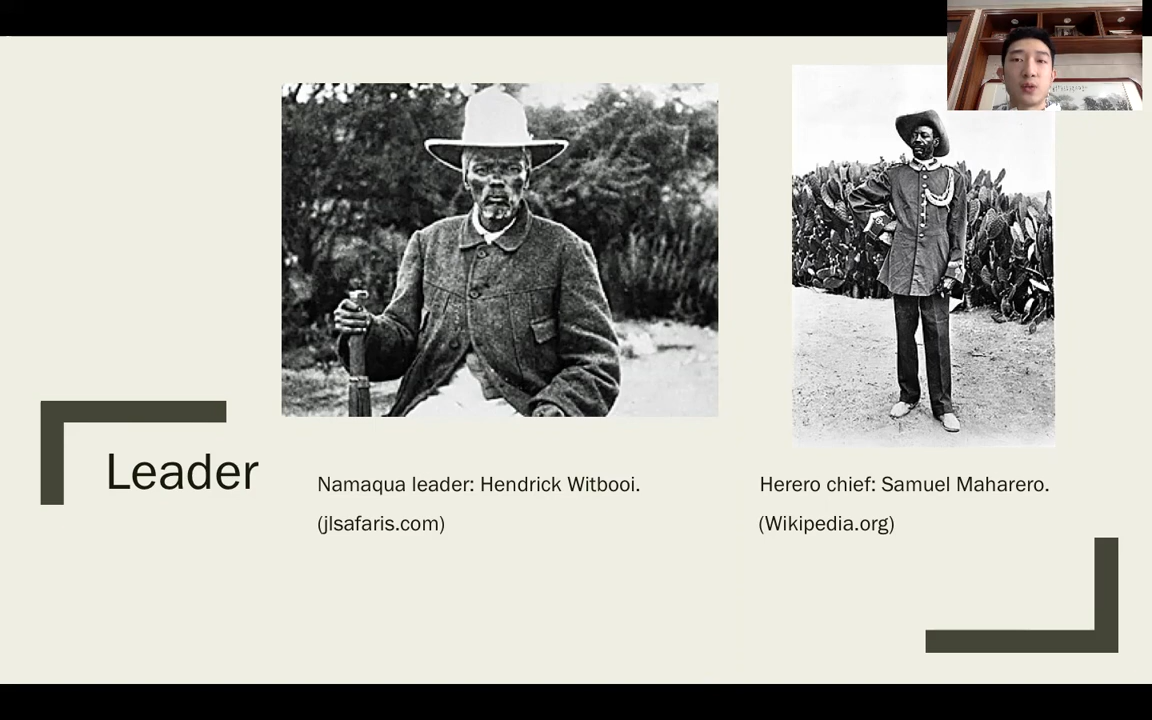 Leader
Namaqua leader: Hendrick Witbooi.
(jlsafaris.com)
Herero chief: Samuel Maharero.
(Wikipedia.org)